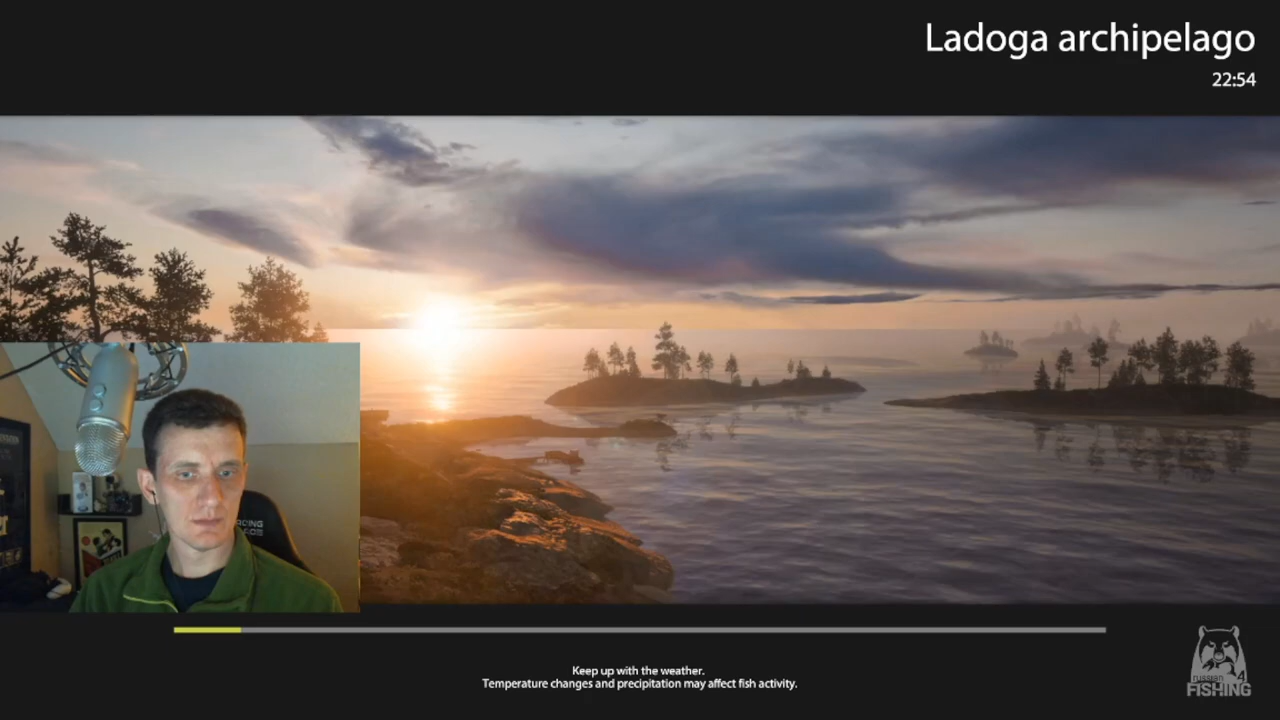 Ladoga archipelago
22:54
Keep up with the weather.
Temperature changes and precipitation may affect fish activity.
russian 4
FISHING